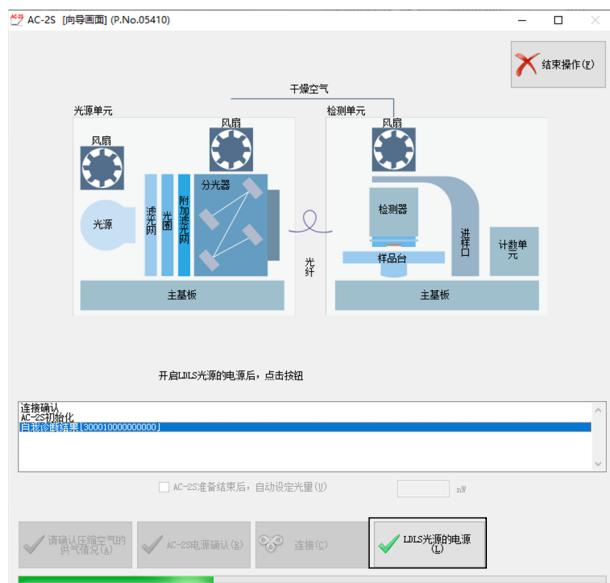 AC-2S [向导画面] (P.No.05410)
结束操作(E)
干燥空气
光源单元
检测单元
风扇
风扇
风扇
分光器
光源
滤光网
光圈
附加滤光网
检测器
进样口
计数单元
样品台
光纤
主基板
主基板
开启LDLS光源的电源后，点击按钮
连接确认
AC-2S初始化
自我诊断结果[300010000000000]
AC-2S准备结束后，自动设定光量(U)
nW
请确认压缩空气的
供气情况(A)
AC-2S电源确认(B)
连接(C)
LDLS光源的电源
(L)